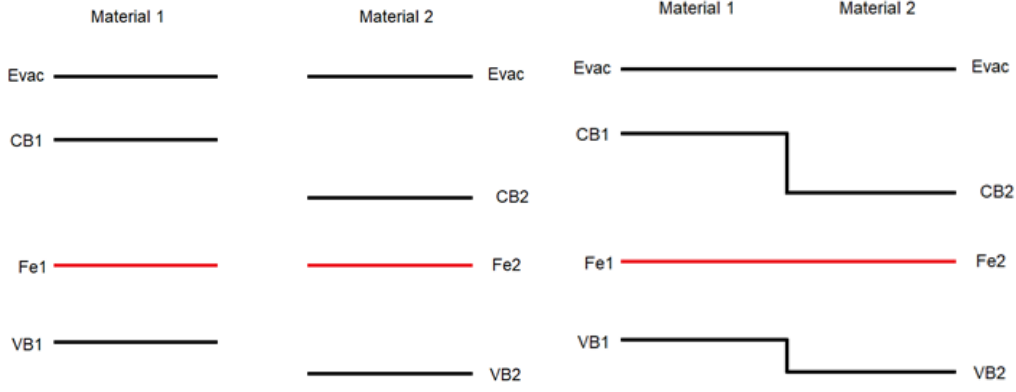 Material 1 Material 2
Evac Evac
CB1
CB2
Fe1 Fe2
VB1
VB2
Material 1 Material 2
Evac Evac
CB1
CB2
Fe1 Fe2
VB1
VB2